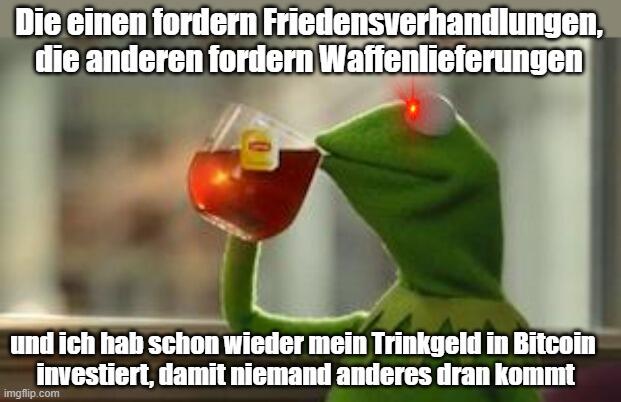 Die einen fordern Friedensverhandlungen,
die anderen fordern Waffenlieferungen
und ich hab schon wieder mein Trinkgeld in Bitcoin
investiert, damit niemand anderes dran kommt
imgflip.com